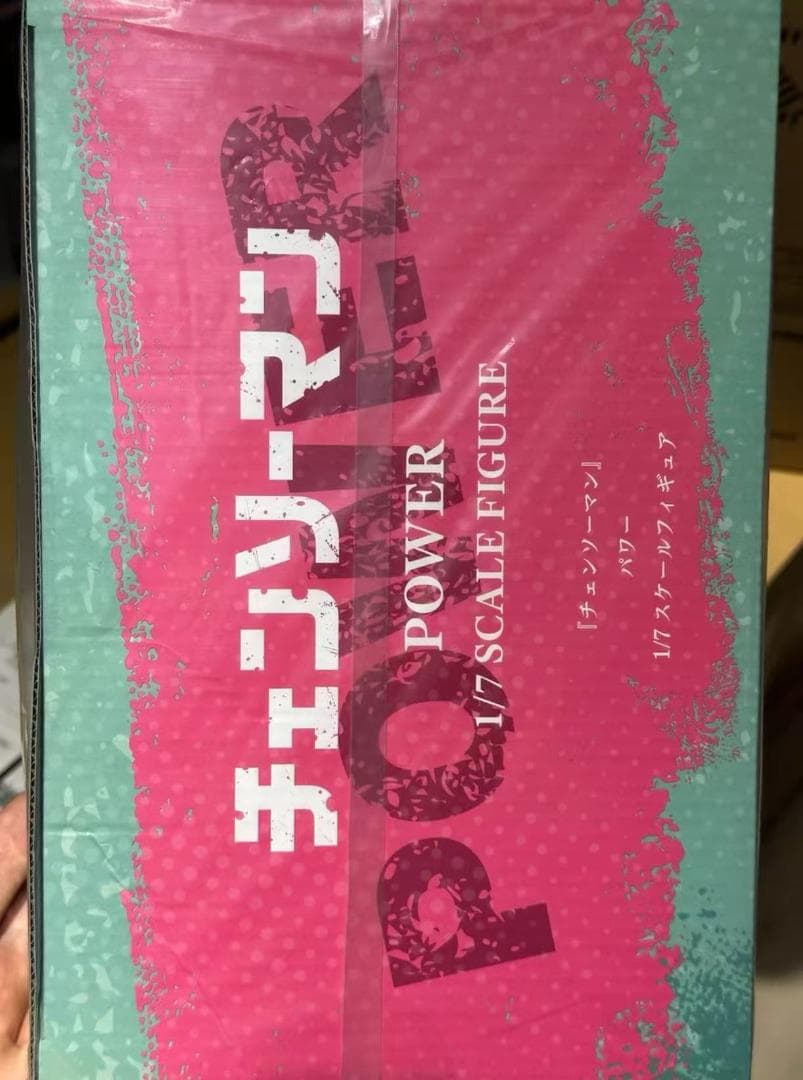 POWER
チェンソーマン
POWER
1/7 SCALE FIGURE
『チェンソーマン』
パワー
1/7 スケールフィギュア